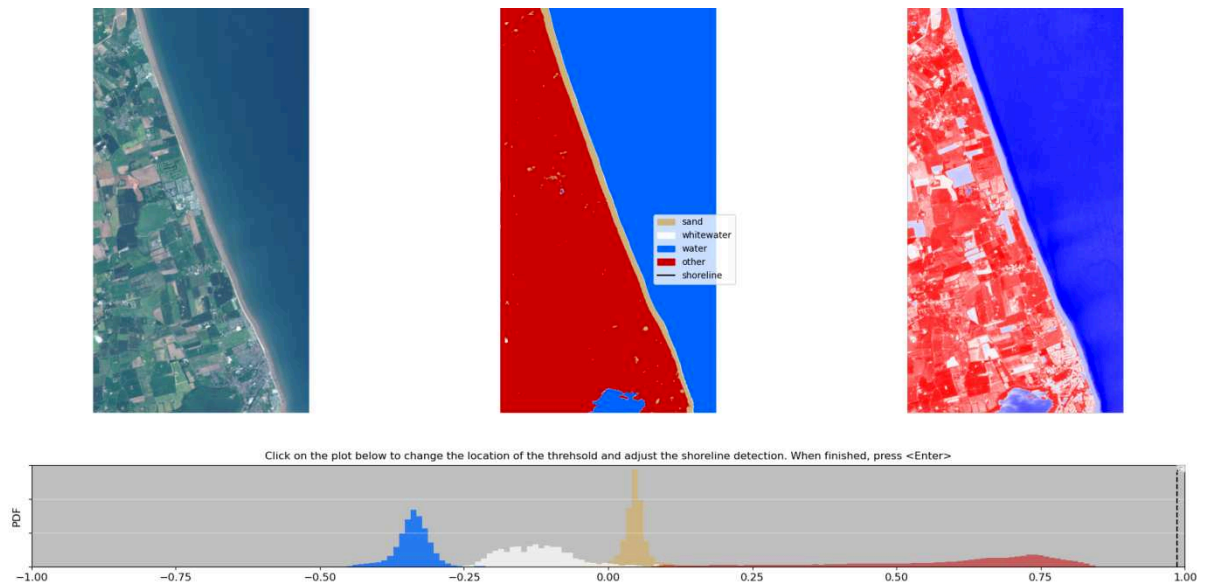 sand
whitewater
water
other
shoreline
Click on the plot below to change the location of the threhsold and adjust the shoreline detection. When finished, press <Enter>
PDF
−1.00 −0.75 −0.50 −0.25 0.00 0.25 0.50 0.75 1.00